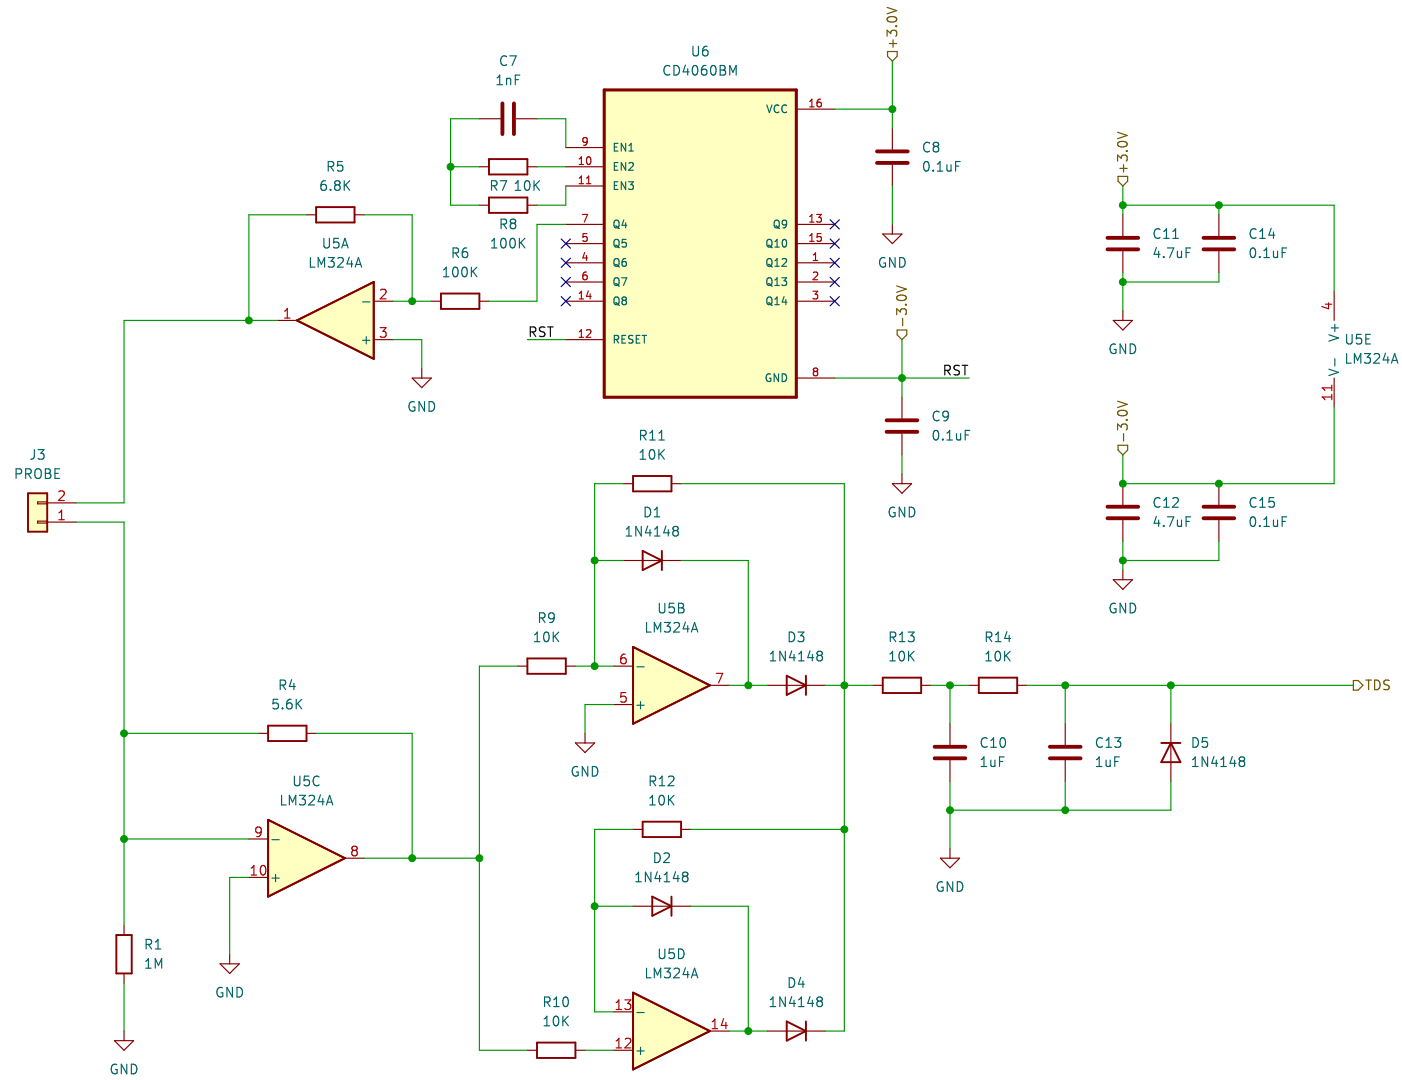 +3.0V
U6
CD4060BM
C7
1nF
VCC
16
9
EN1
10
EN2
R7 10K
11
EN3
R8
100K
7
Q4
5
Q5
4
Q6
6
Q7
14
Q8
RST
12
RESET
Q9
13
Q10
15
Q12
1
Q13
2
Q14
3
GND
8
RST
C8
0.1uF
GND
-3.0V
C9
0.1uF
GND
R5
6.8K
U5A
LM324A
1
2
−
3
+
R6
100K
GND
+3.0V
C11
4.7uF
C14
0.1uF
GND
4
V+
U5E
LM324A
V−
11
-3.0V
C12
4.7uF
C15
0.1uF
GND
J3
PROBE
2
1
R11
10K
D1
1N4148
U5B
LM324A
R9
10K
6
−
5
+
7
GND
D3
1N4148
R13
10K
R14
10K
TDS
C10
1uF
C13
1uF
D5
1N4148
GND
R4
5.6K
U5C
LM324A
9
−
10
+
8
GND
R1
1M
GND
R12
10K
D2
1N4148
U5D
LM324A
R10
10K
13
−
12
+
14
D4
1N4148